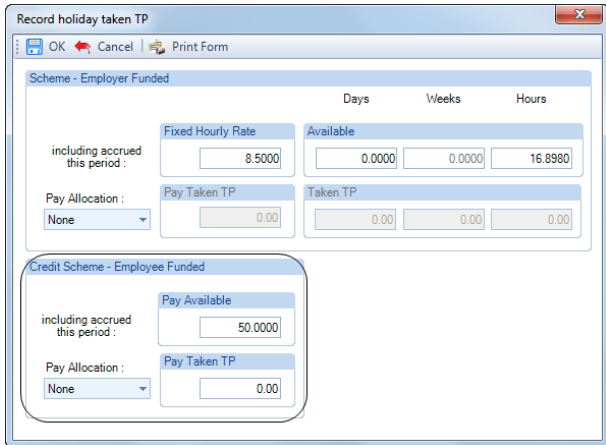 Record holiday taken TP
OK Cancel Print Form
Scheme - Employer Funded
Days Weeks Hours
Fixed Hourly Rate Available
including accrued
this period : 8.5000 0.0000 0.0000 16.8980
Pay Allocation : Pay Taken TP Taken TP
None 0.00 0.00 0.00 0.00
Credit Scheme - Employee Funded
Pay Available
including accrued
this period : 50.0000
Pay Allocation : Pay Taken TP
None 0.00